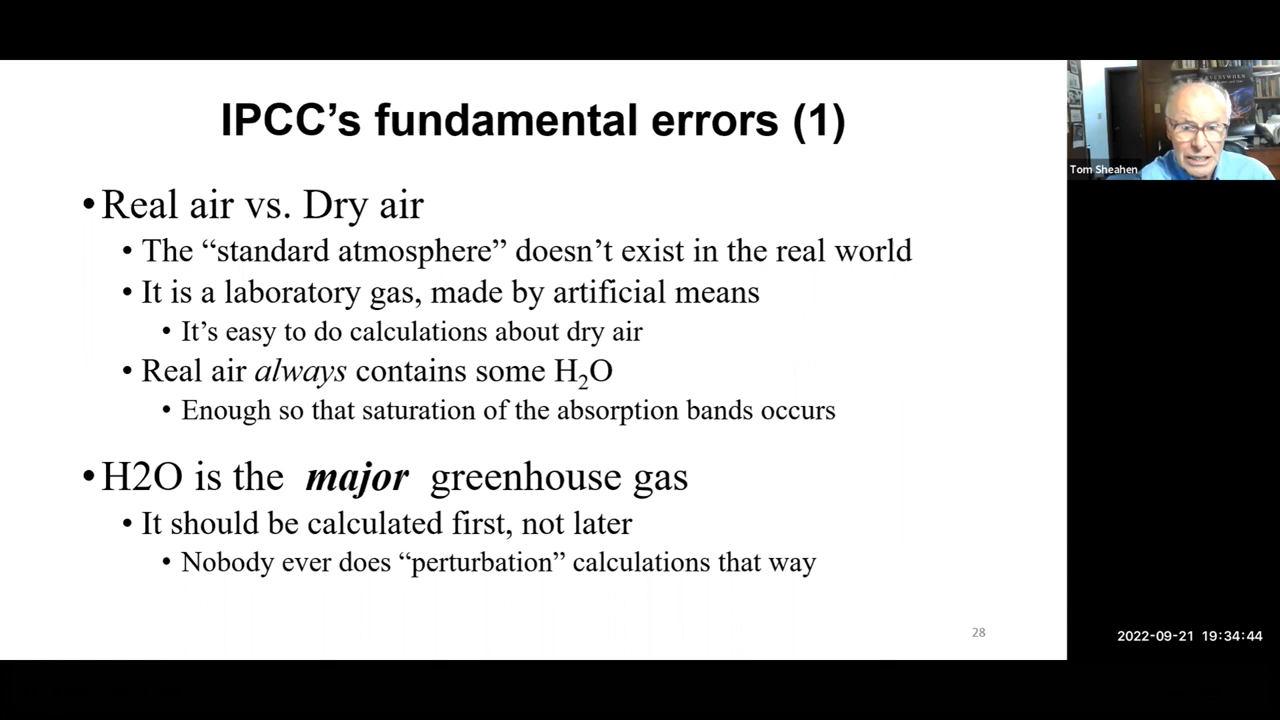 IPCC’s fundamental errors (1)
•Real air vs. Dry air
• The “standard atmosphere” doesn’t exist in the real world
• It is a laboratory gas, made by artificial means
• It’s easy to do calculations about dry air
• Real air always contains some H₂O
• Enough so that saturation of the absorption bands occurs
•H2O is the major greenhouse gas
• It should be calculated first, not later
• Nobody ever does “perturbation” calculations that way
28
Tom Sheahen
2022-09-21 19:34:44